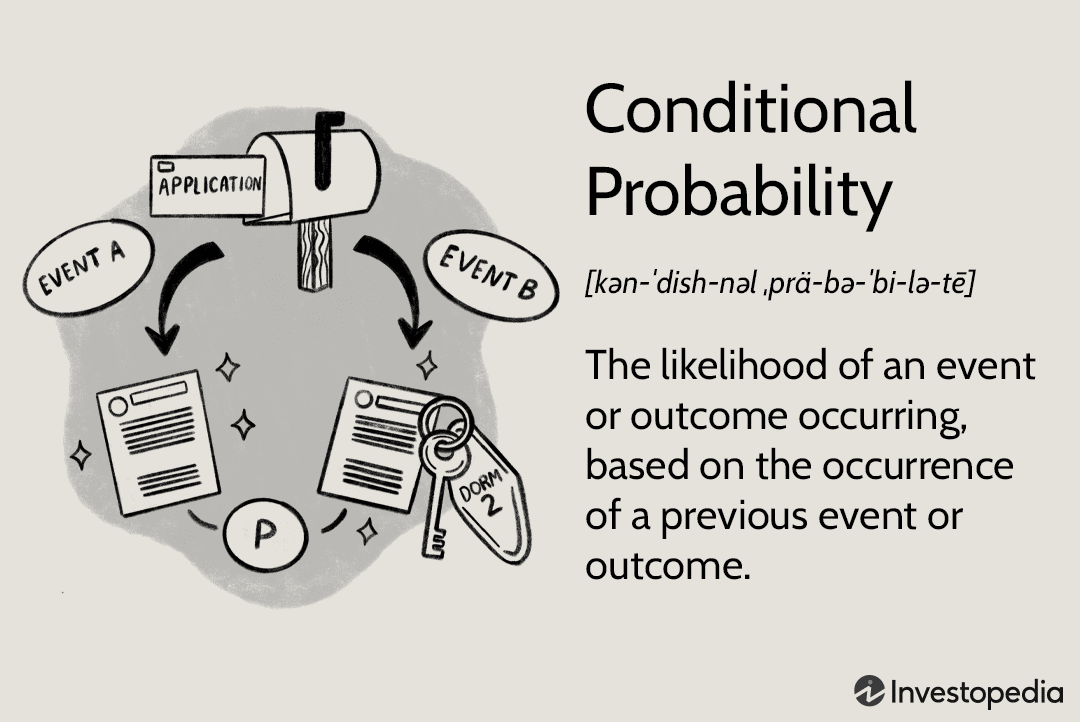 Conditional
Probability
[kən-ˈdish-nəl ˌprä-bə-ˈbi-lə-tē]
The likelihood of an event
or outcome occurring,
based on the occurrence
of a previous event or
outcome.
APPLICATION
EVENT A
EVENT B
DORM
2
P
Investopedia